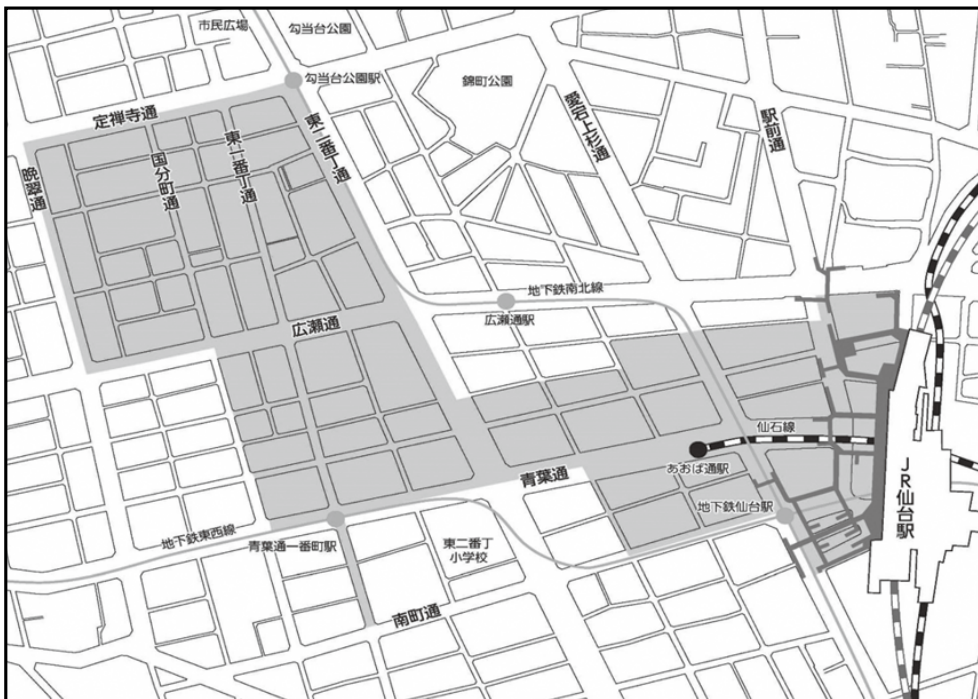 市民広場
勾当台公園
勾当台公園駅
錦町公園
定禅寺通
東二番丁通
愛宕上杉通
駅前通
晩翠通
国分町通
東一番丁通
地下鉄南北線
広瀬通駅
広瀬通
仙石線
あおば通駅
青葉通
地下鉄仙台駅
JR仙台駅
地下鉄東西線
青葉通一番町駅
東二番丁
小学校
南町通